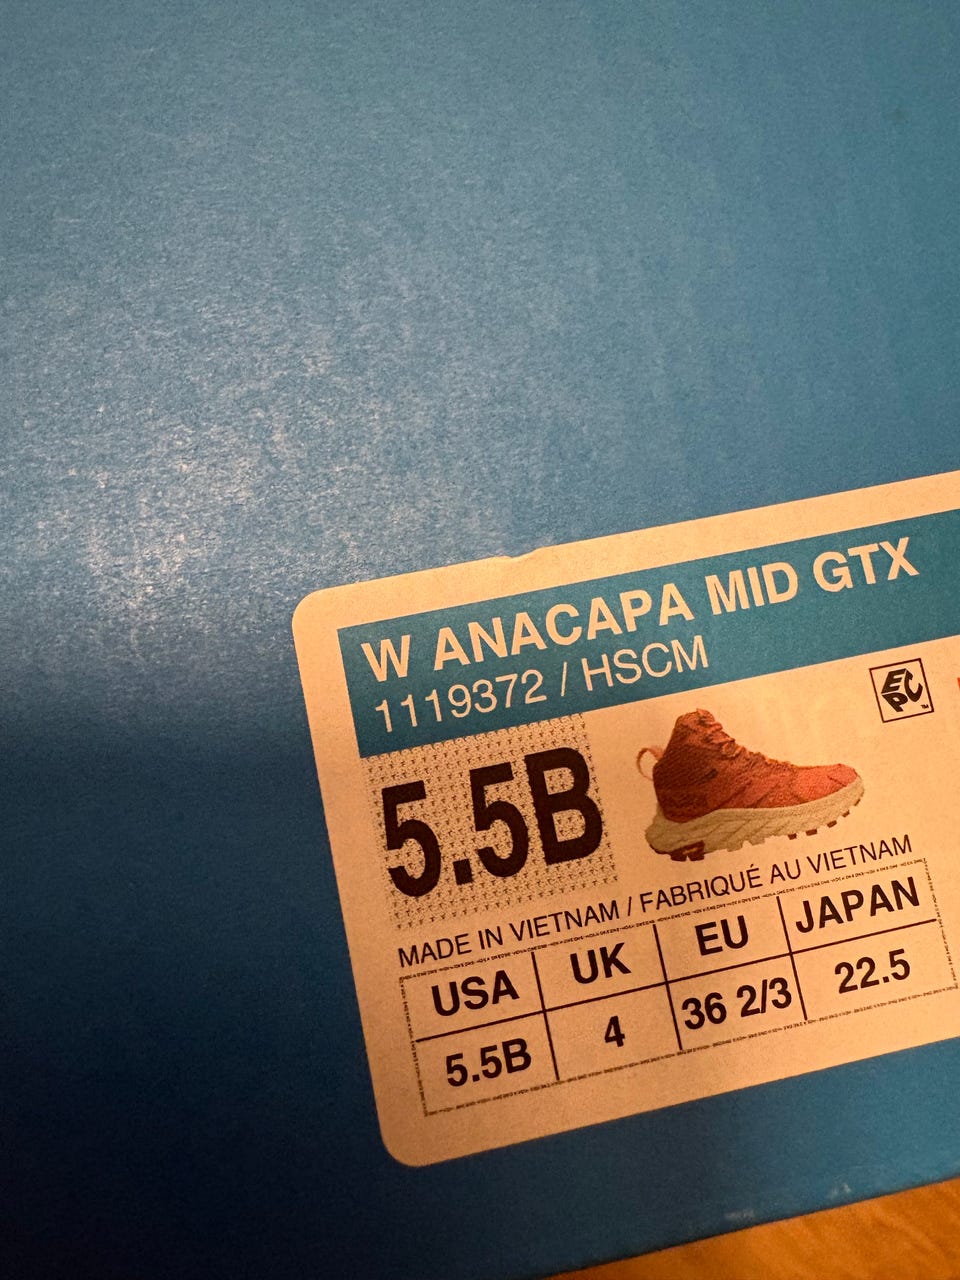 W ANACAPA MID GTX
1119372 / HSCM
EPC™
5.5B
MADE IN VIETNAM / FABRIQUÉ AU VIETNAM
USA UK EU JAPAN
5.5B 4 36 2/3 22.5